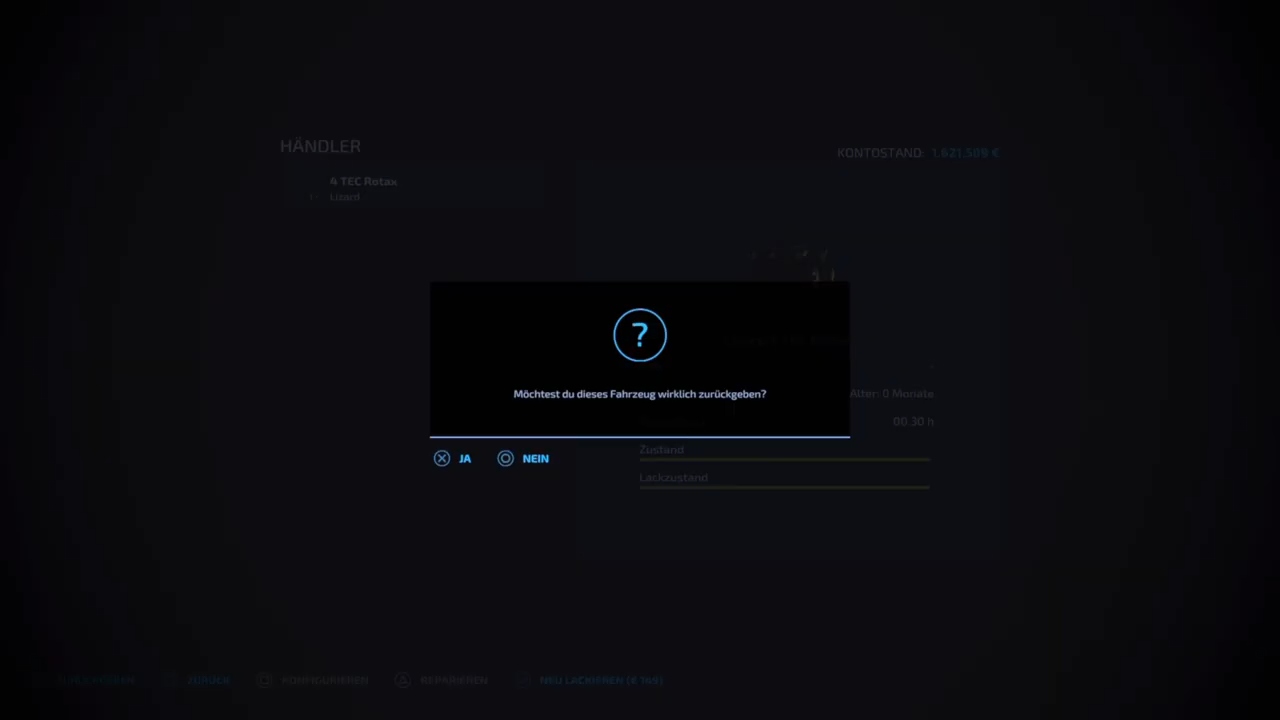 HÄNDLER
KONTOSTAND:
4 TEC Rotax
Lizard
Möchtest du dieses Fahrzeug wirklich zurückgeben?
Alter: 0 Monate
00:30 h
Zustand
Lackzustand
JA NEIN
ZURÜCK KONFIGURIEREN REPARIEREN NEU LACKIEREN